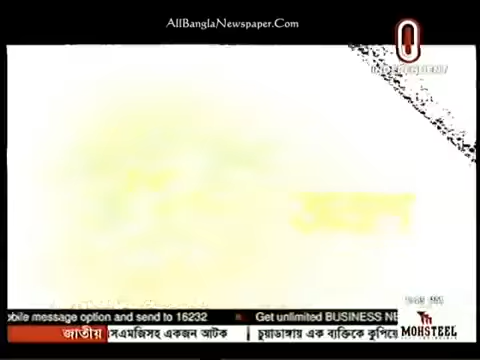 AllBanglaNewspaper.Com
INDEPENDENT
obile message option and send to 16232 Get unlimited BUSINESS NE
জাতীয় সএমজিসহ একজন আটক | চুয়াডাঙ্গায় এক ব্যক্তিকে কুপিয়ে
MOHSTEEL